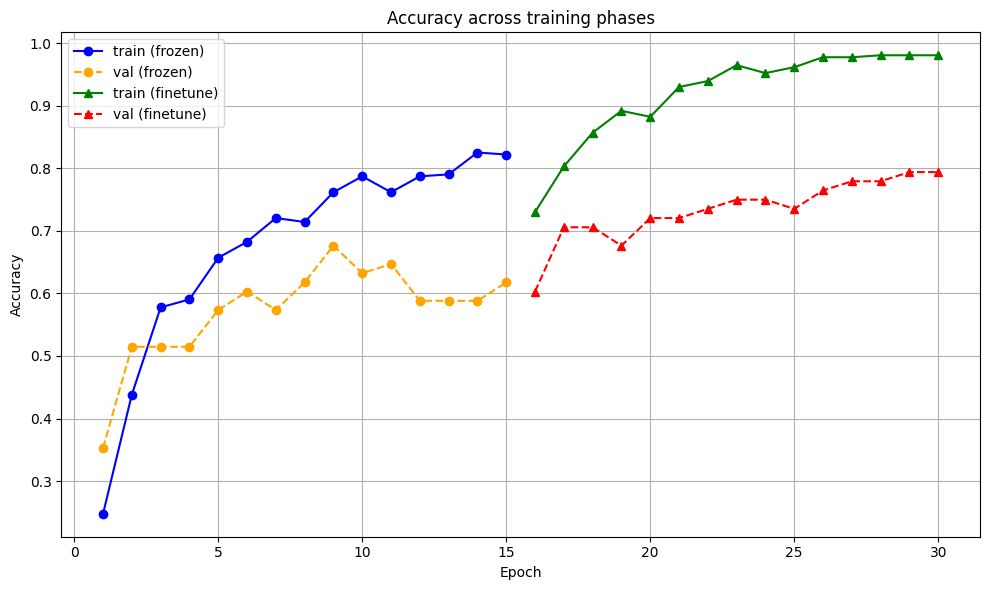 Accuracy across training phases
train (frozen)
val (frozen)
train (finetune)
val (finetune)
Accuracy
1.0
0.9
0.8
0.7
0.6
0.5
0.4
0.3
0 5 10 15 20 25 30
Epoch